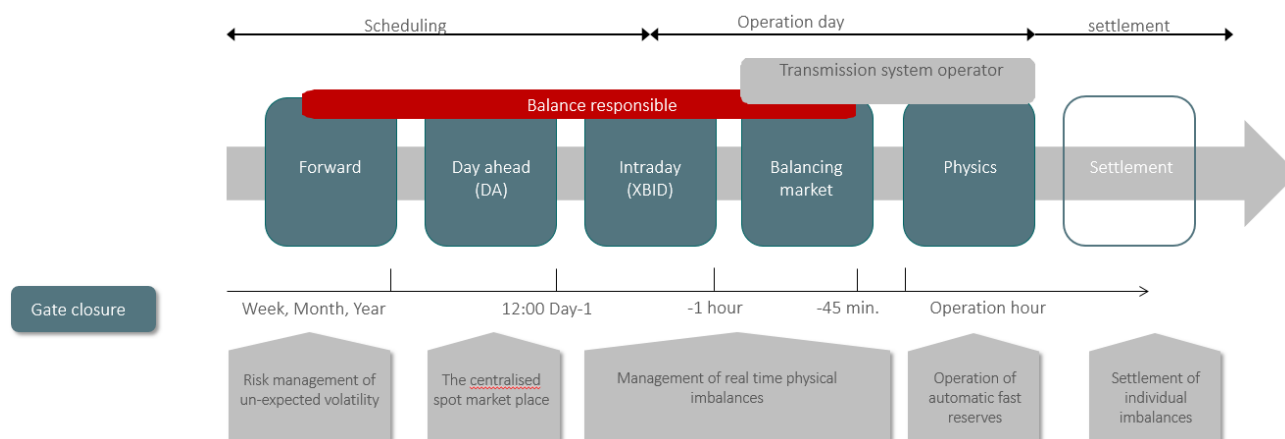 Scheduling
Operation day
settlement
Transmission system operator
Balance responsible
Forward
Day ahead
(DA)
Intraday
(XBID)
Balancing
market
Physics
Settlement
Gate closure
Week, Month, Year
12:00 Day-1
-1 hour
-45 min.
Operation hour
Risk management of
un-expected volatility
The centralised
spot market place
Management of real time physical
imbalances
Operation of
automatic fast
reserves
Settlement of
individual
imbalances